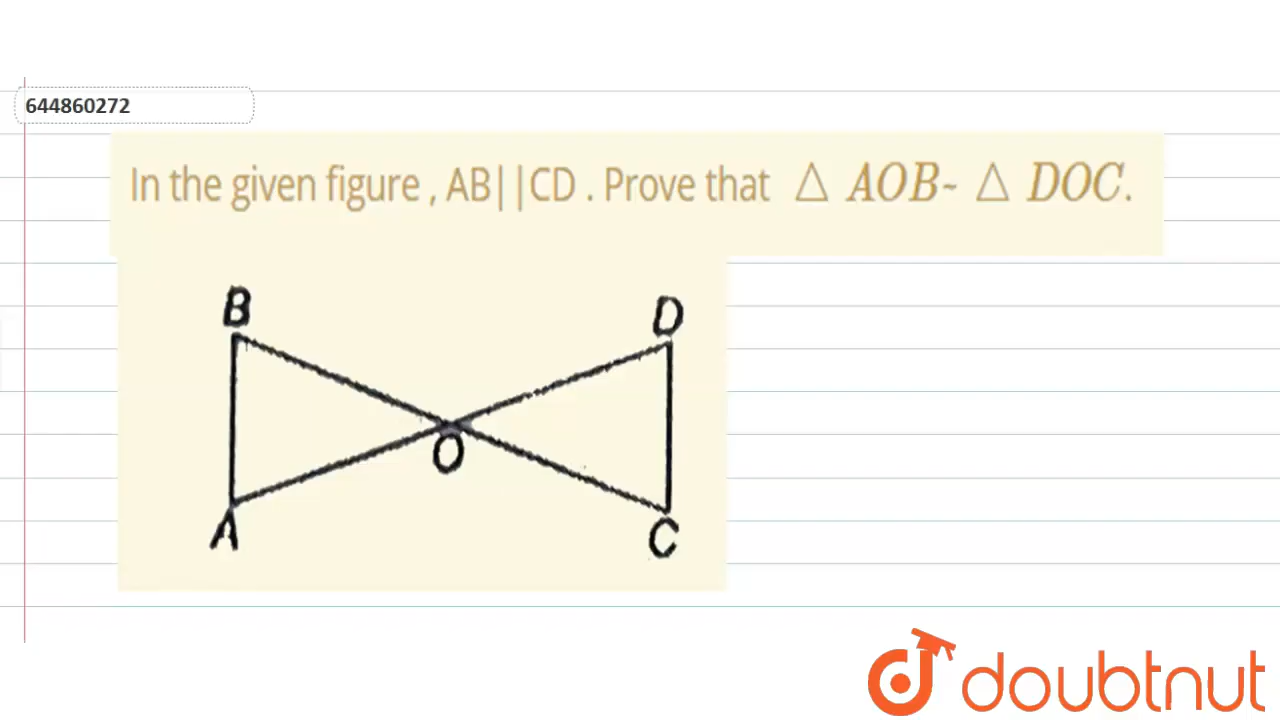 644860272
In the given figure , AB||CD . Prove that △ AOB~ △ DOC.
B
D
O
A
C
doubtnut